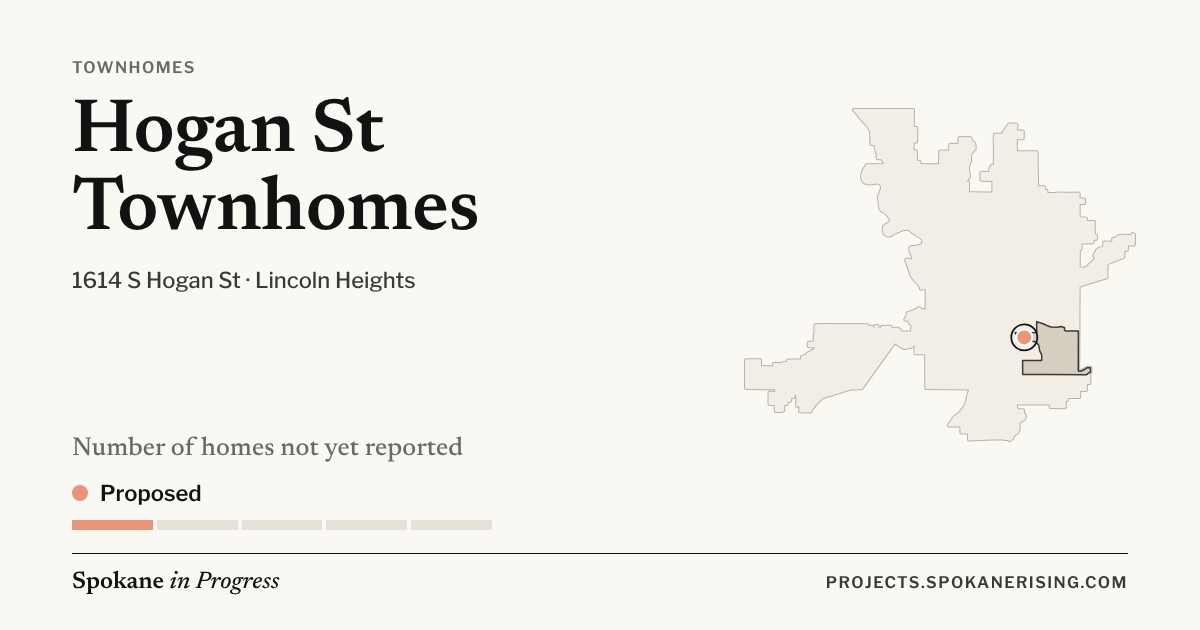 TOWNHOMES
Hogan St
Townhomes
1614 S Hogan St · Lincoln Heights
Number of homes not yet reported
Proposed
Spokane in Progress
PROJECTS.SPOKANERISING.COM